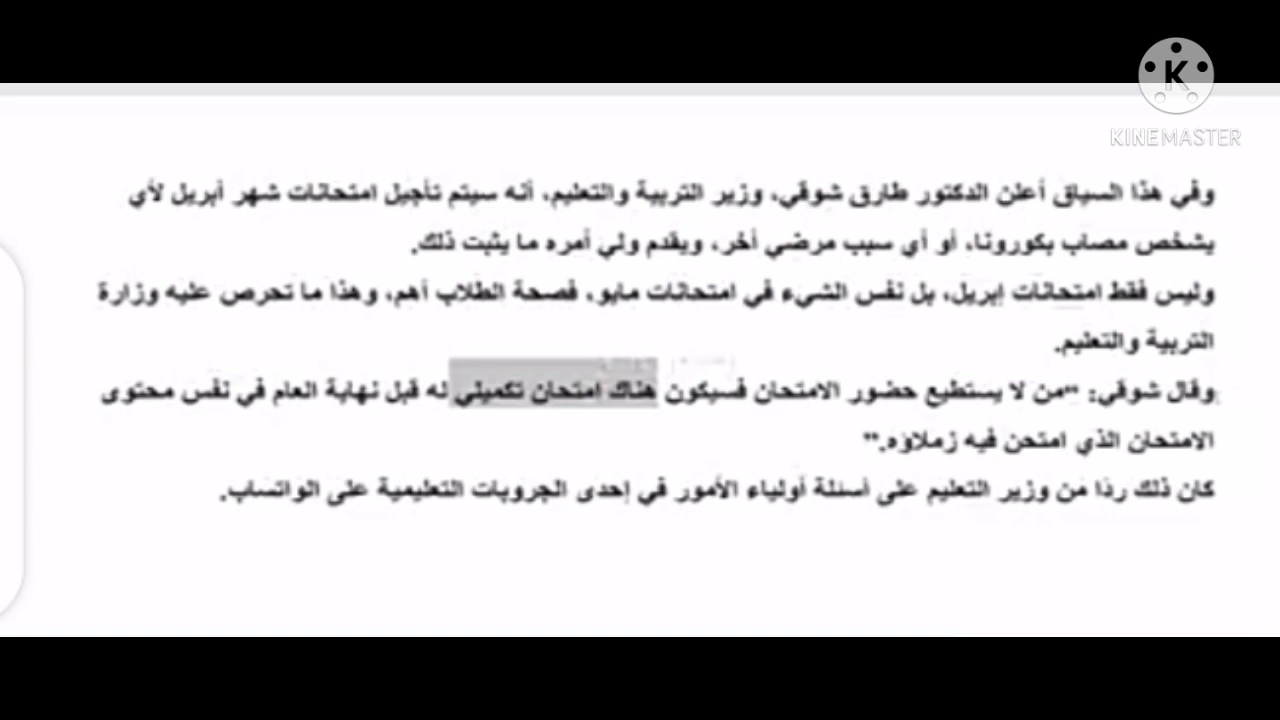 KINEMASTER
وفي هذا السياق أعلن الدكتور طارق شوقي، وزير التربية والتعليم، أنه سيتم تأجيل امتحانات شهر أبريل لأي
يشخص مصاب بكورونا، أو أي سبب مرضي أخر، ويقدم ولي أمره ما يثبت ذلك.
وليس فقط امتحانات إبريل، بل نفس الشيء في امتحانات مايو، فصحة الطلاب أهم، وهذا ما تحرص عليه وزارة
التربية والتعليم.
وقال شوقي: "من لا يستطيع حضور الامتحان فسيكون هناك امتحان تكميلي له قبل نهاية العام في نفس محتوى
الامتحان الذي امتحن فيه زملاؤه."
كان ذلك ردًا من وزير التعليم على أسئلة أولياء الأمور في إحدى الجروبات التعليمية على الواتساب.